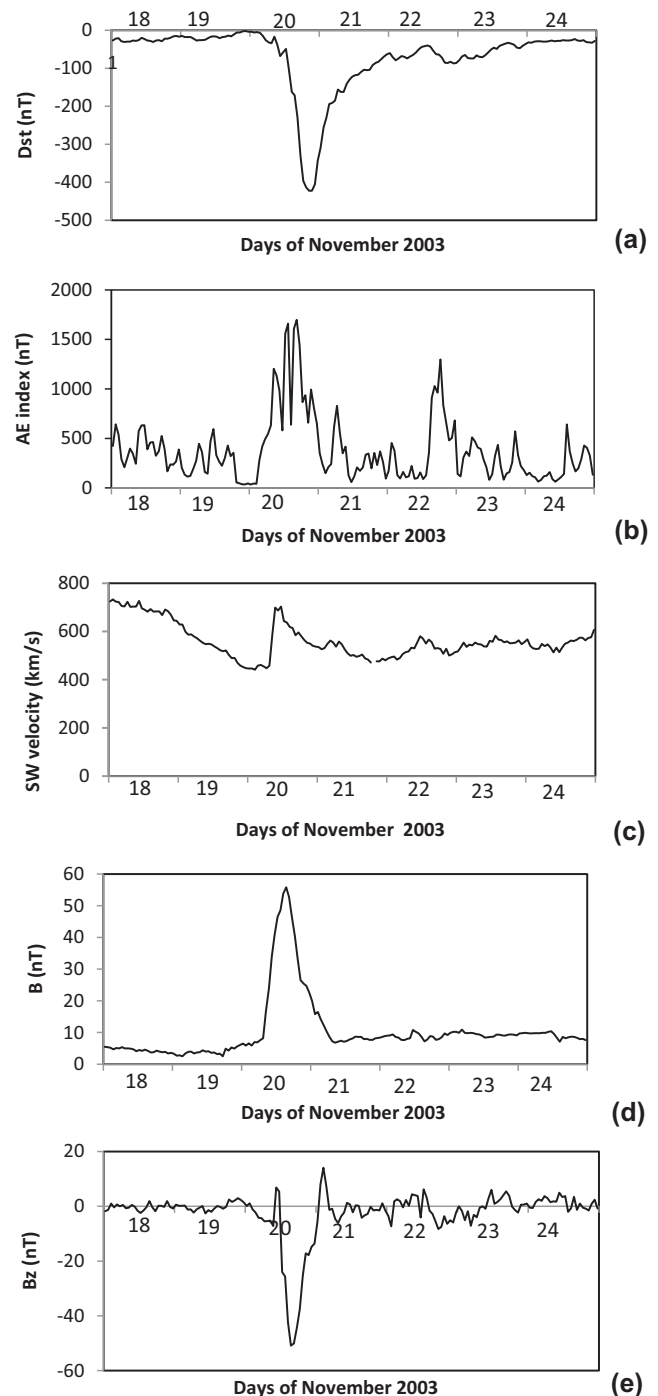 0
-100
-200
-300
-400
-500
18 19 20 21 22 23 24
1
Dst (nT)
Days of November 2003
(a)
2000
1500
1000
500
0
18 19 20 21 22 23 24
AE index (nT)
Days of November 2003
(b)
800
600
400
200
0
18 19 20 21 22 23 24
SW velocity (km/s)
Days of November 2003
(c)
60
50
40
30
20
10
0
18 19 20 21 22 23 24
B (nT)
Days of November 2003
(d)
20
0
-20
-40
-60
18 19 20 21 22 23 24
Bz (nT)
Days of November 2003
(e)